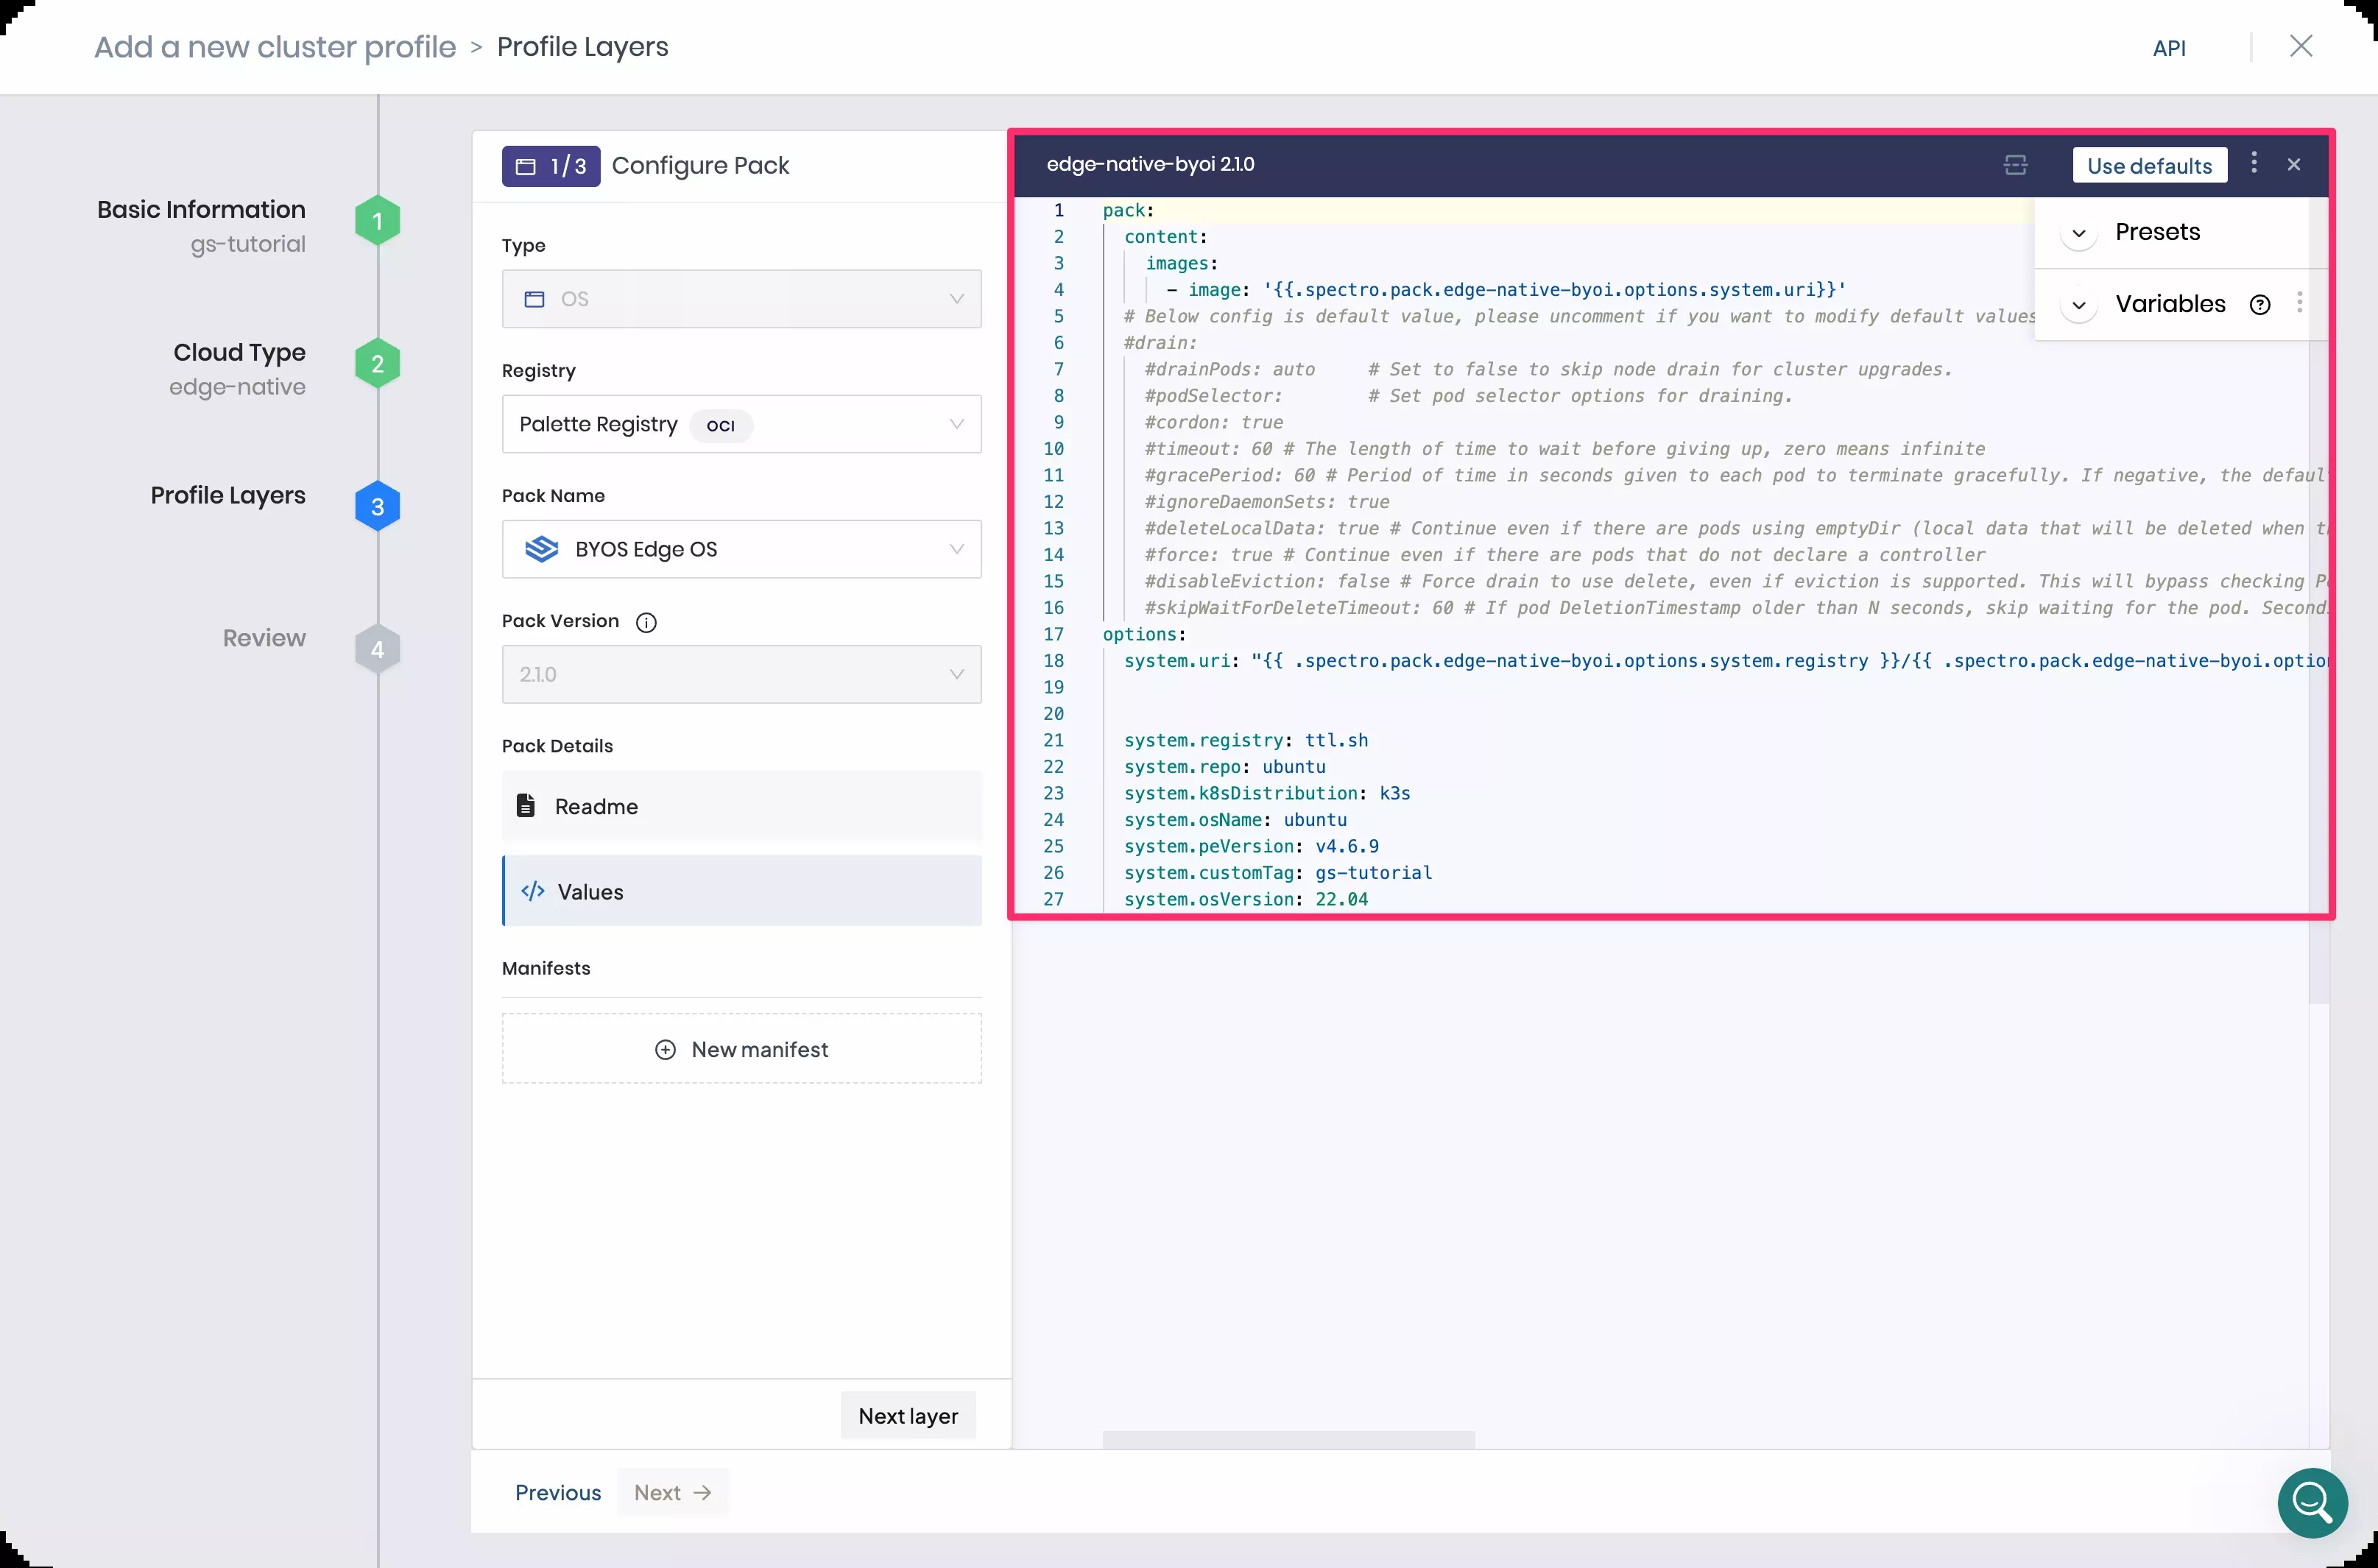 Add a new cluster profile > Profile Layers
API
Basic Information
gs-tutorial
1
Cloud Type
edge-native
2
Profile Layers
3
Review
4
1/3 Configure Pack
Type
OS
Registry
Palette Registry OCI
Pack Name
BYOS Edge OS
Pack Version
2.1.0
Pack Details
Readme
</> Values
Manifests
New manifest
Next layer
Previous
Next →
edge-native-byoi 2.1.0
Use defaults
Presets
Variables
1 pack:
2   content:
3     images:
4       - image: '{{.spectro.pack.edge-native-byoi.options.system.uri}}'
5   # Below config is default value, please uncomment if you want to modify default values
6   #drain:
7     #drainPods: auto     # Set to false to skip node drain for cluster upgrades.
8     #podSelector:        # Set pod selector options for draining.
9     #cordon: true
10     #timeout: 60 # The length of time to wait before giving up, zero means infinite
11     #gracePeriod: 60 # Period of time in seconds given to each pod to terminate gracefully. If negative, the defaul
12     #ignoreDaemonSets: true
13     #deleteLocalData: true # Continue even if there are pods using emptyDir (local data that will be deleted when
14     #force: true # Continue even if there are pods that do not declare a controller
15     #disableEviction: false # Force drain to use delete, even if eviction is supported. This will bypass checking
16     #skipWaitForDeleteTimeout: 60 # If pod DeletionTimestamp older than N seconds, skip waiting for the pod. Second
17 options:
18   system.uri: "{{ .spectro.pack.edge-native-byoi.options.system.registry }}/{{ .spectro.pack.edge-native-byoi.optio
19
20
21   system.registry: ttl.sh
22   system.repo: ubuntu
23   system.k8sDistribution: k3s
24   system.osName: ubuntu
25   system.peVersion: v4.6.9
26   system.customTag: gs-tutorial
27   system.osVersion: 22.04